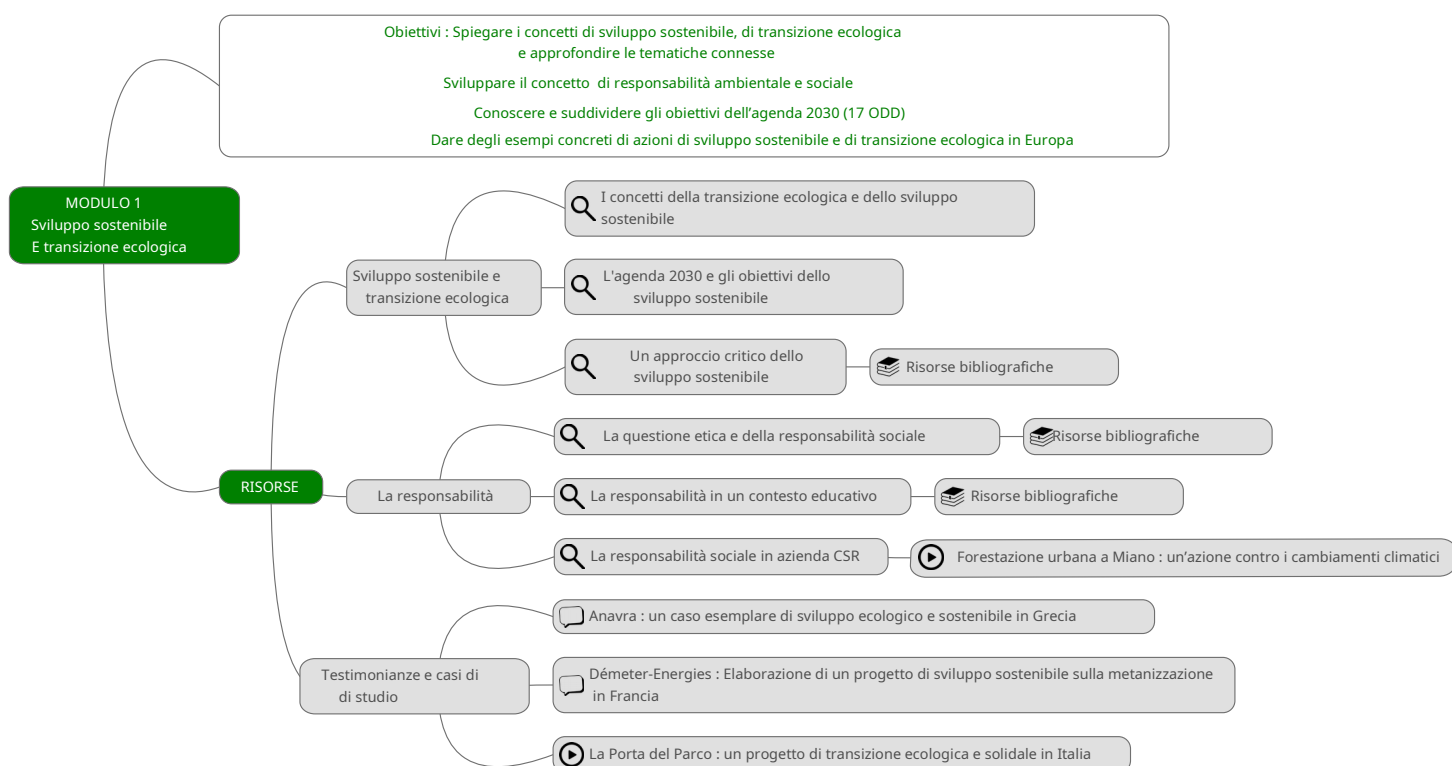 Obiettivi : Spiegare i concetti di sviluppo sostenibile, di transizione ecologica
e approfondire le tematiche connesse
Sviluppare il concetto di responsabilità ambientale e sociale
Conoscere e suddividere gli obiettivi dell’agenda 2030 (17 ODD)
Dare degli esempi concreti di azioni di sviluppo sostenibile e di transizione ecologica in Europa
MODULO 1
Sviluppo sostenibile
E transizione ecologica
RISORSE
Sviluppo sostenibile e
transizione ecologica
I concetti della transizione ecologica e dello sviluppo
sostenibile
L'agenda 2030 e gli obiettivi dello
sviluppo sostenibile
Un approccio critico dello
sviluppo sostenibile
Risorse bibliografiche
La responsabilità
La questione etica e della responsabilità sociale
Risorse bibliografiche
La responsabilità in un contesto educativo
Risorse bibliografiche
La responsabilità sociale in azienda CSR
Forestazione urbana a Miano : un’azione contro i cambiamenti climatici
Testimonianze e casi di
di studio
Anavra : un caso esemplare di sviluppo ecologico e sostenibile in Grecia
Démeter-Energies : Elaborazione di un progetto di sviluppo sostenibile sulla metanizzazione
in Francia
La Porta del Parco : un progetto di transizione ecologica e solidale in Italia